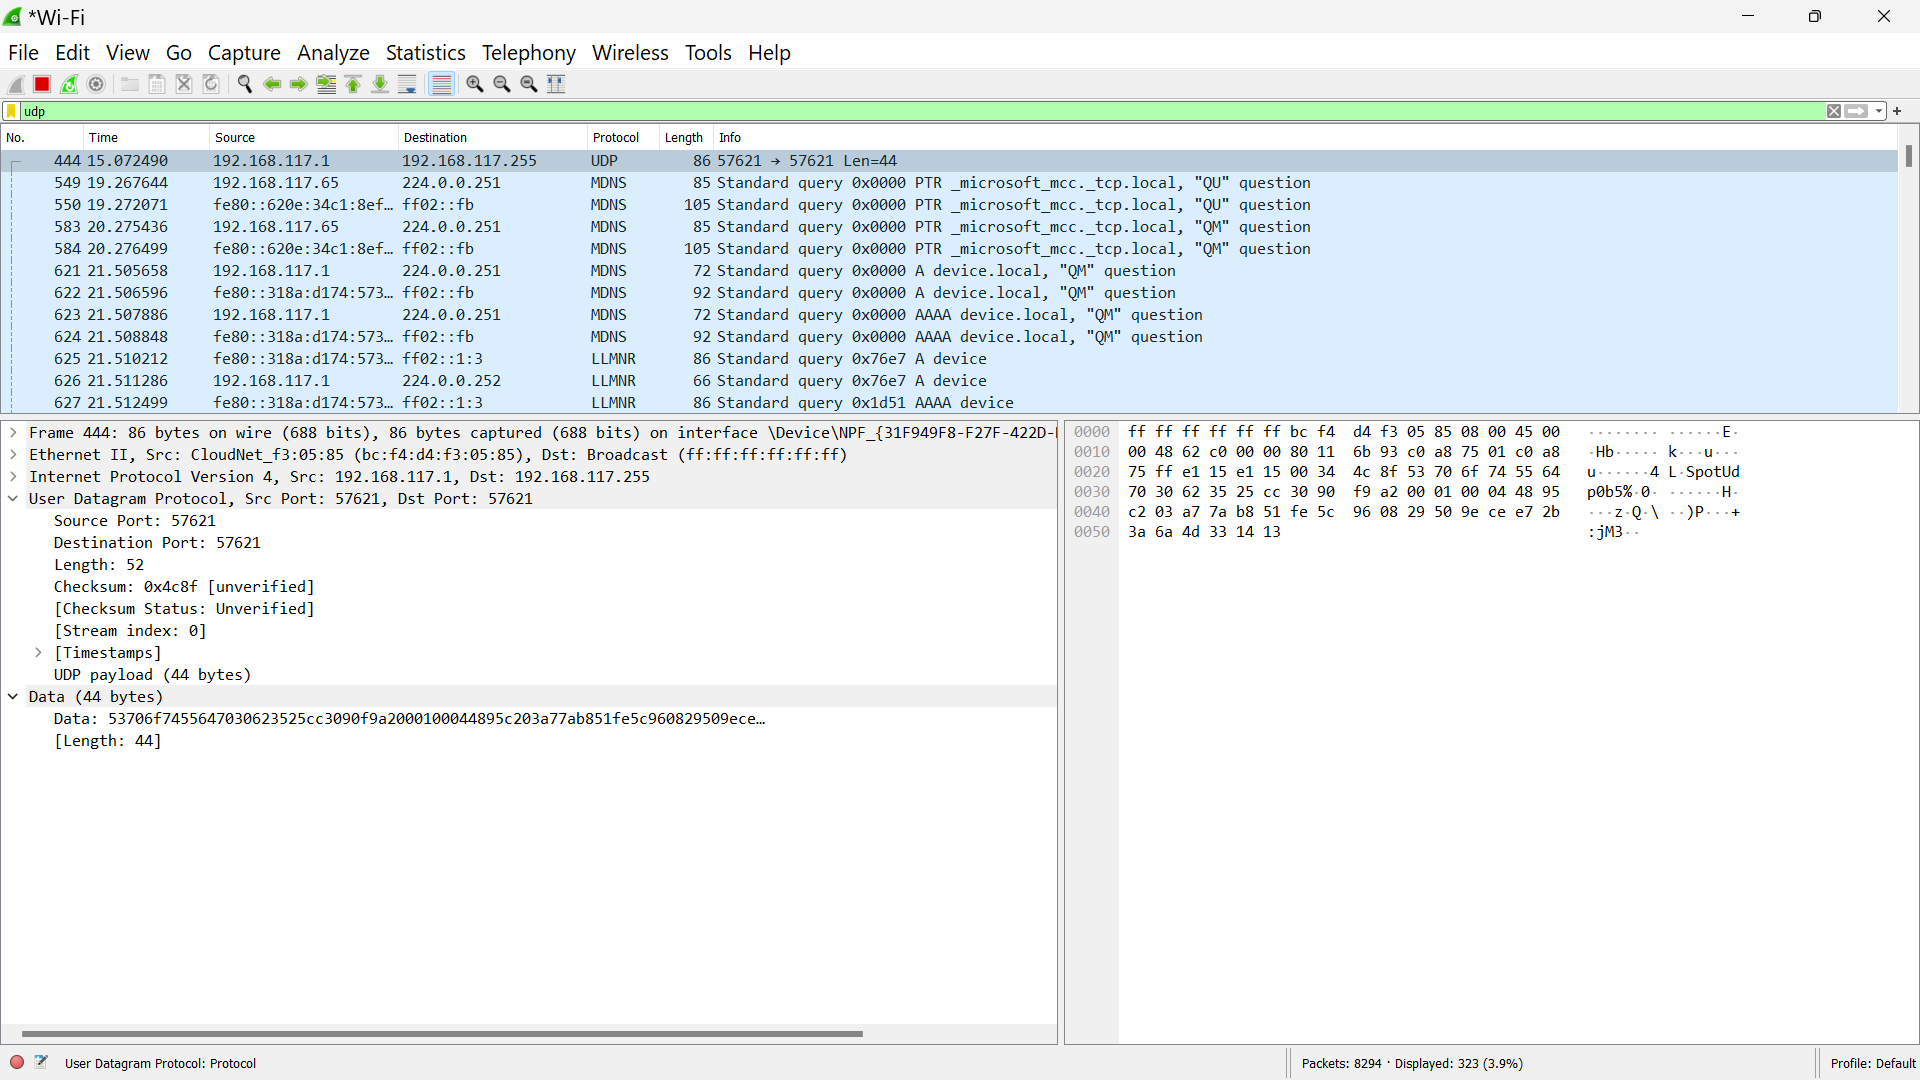 *Wi-Fi
File Edit View Go Capture Analyze Statistics Telephony Wireless Tools Help
udp
No. Time Source Destination Protocol Length Info
444 15.072490 192.168.117.1 192.168.117.255 UDP 86 57621 → 57621 Len=44
549 19.267644 192.168.117.65 224.0.0.251 MDNS 85 Standard query 0x0000 PTR _microsoft_mcc._tcp.local, "QU" question
550 19.272071 fe80::620e:34c1:8ef… ff02::fb MDNS 105 Standard query 0x0000 PTR _microsoft_mcc._tcp.local, "QU" question
583 20.275436 192.168.117.65 224.0.0.251 MDNS 85 Standard query 0x0000 PTR _microsoft_mcc._tcp.local, "QM" question
584 20.276499 fe80::620e:34c1:8ef… ff02::fb MDNS 105 Standard query 0x0000 PTR _microsoft_mcc._tcp.local, "QM" question
621 21.505658 192.168.117.1 224.0.0.251 MDNS 72 Standard query 0x0000 A device.local, "QM" question
622 21.506596 fe80::318a:d174:573… ff02::fb MDNS 92 Standard query 0x0000 A device.local, "QM" question
623 21.507886 192.168.117.1 224.0.0.251 MDNS 72 Standard query 0x0000 AAAA device.local, "QM" question
624 21.508848 fe80::318a:d174:573… ff02::fb MDNS 92 Standard query 0x0000 AAAA device.local, "QM" question
625 21.510212 fe80::318a:d174:573… ff02::1:3 LLMNR 86 Standard query 0x76e7 A device
626 21.511286 192.168.117.1 224.0.0.252 LLMNR 66 Standard query 0x76e7 A device
627 21.512499 fe80::318a:d174:573… ff02::1:3 LLMNR 86 Standard query 0x1d51 AAAA device
Frame 444: 86 bytes on wire (688 bits), 86 bytes captured (688 bits) on interface \Device\NPF_{31F949F8-F27F-422D-
Ethernet II, Src: CloudNet_f3:05:85 (bc:f4:d4:f3:05:85), Dst: Broadcast (ff:ff:ff:ff:ff:ff)
Internet Protocol Version 4, Src: 192.168.117.1, Dst: 192.168.117.255
User Datagram Protocol, Src Port: 57621, Dst Port: 57621
Source Port: 57621
Destination Port: 57621
Length: 52
Checksum: 0x4c8f [unverified]
[Checksum Status: Unverified]
[Stream index: 0]
[Timestamps]
UDP payload (44 bytes)
Data (44 bytes)
Data: 53706f7455647030623525cc3090f9a2000100044895c203a77ab851fe5c960829509ece…
[Length: 44]
0000 ff ff ff ff ff ff bc f4 d4 f3 05 85 08 00 45 00 ········ ······E·
0010 00 48 62 c0 00 00 80 11 6b 93 c0 a8 75 01 c0 a8 ·Hb····· k···u···
0020 75 ff e1 15 e1 15 00 34 4c 8f 53 70 6f 74 55 64 u······4 L·SpotUd
0030 70 30 62 35 25 cc 30 90 f9 a2 00 01 00 04 48 95 p0b5%·0· ······H·
0040 c2 03 a7 7a b8 51 fe 5c 96 08 29 50 9e ce e7 2b ···z·Q·\ ··)P···+
0050 3a 6a 4d 33 14 13 :jM3··
User Datagram Protocol: Protocol
Packets: 8294 · Displayed: 323 (3.9%)
Profile: Default